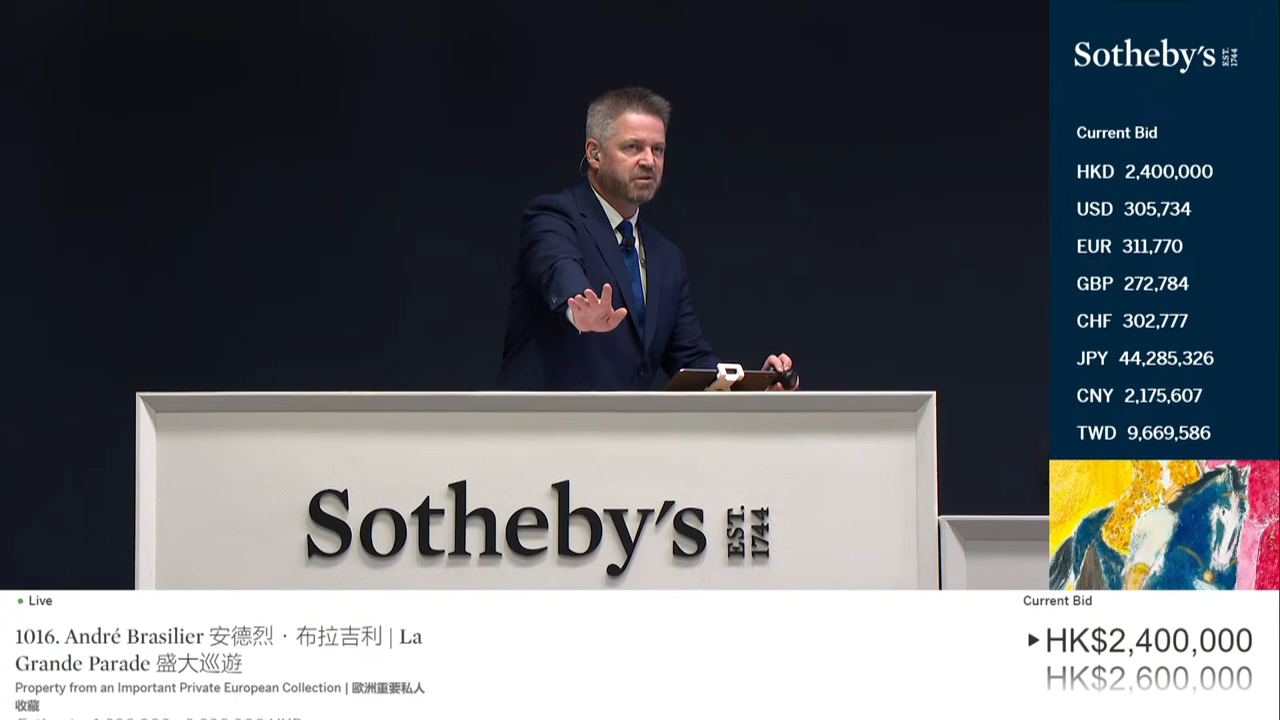 Sotheby's EST. 1744
Current Bid
HKD 2,400,000
USD 305,734
EUR 311,770
GBP 272,784
CHF 302,777
JPY 44,285,326
CNY 2,175,607
TWD 9,669,586
Sotheby's EST. 1744
Live
1016. André Brasilier 安德烈 · 布拉吉利 | La
Grande Parade 盛大巡遊
Property from an Important Private European Collection | 歐洲重要私人
收藏
Current Bid
HK$2,400,000
HK$2,600,000